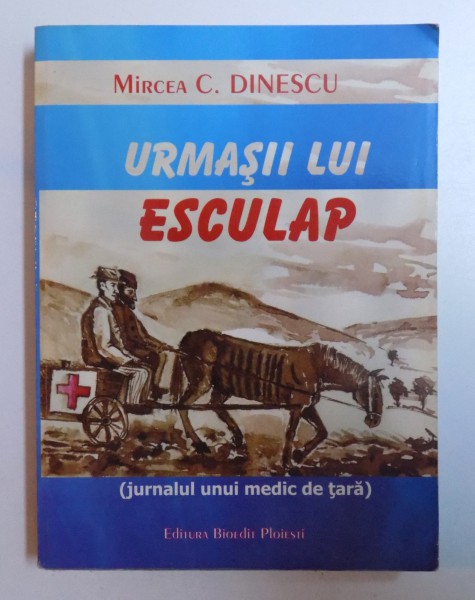 MiRCEA C. DINESCU
URMAŞII LUI
ESCULAP
(jurnalul unui medic de ţară)
Editura Bioedit Ploieşti